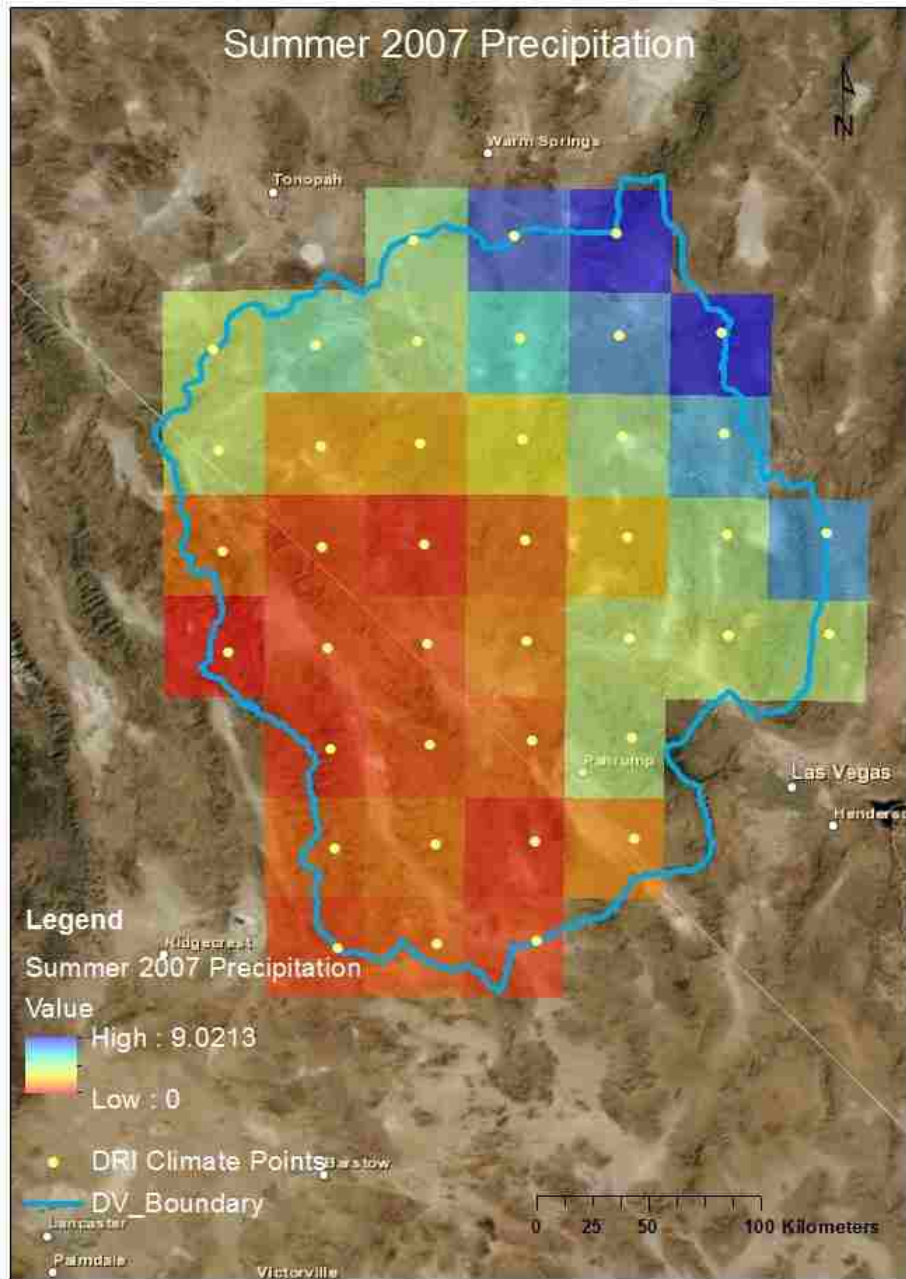 Summer 2007 Precipitation
N
Warm Springs
Tonopah
Pahrump
Las Vegas
Henders
Legend
Ridgecrest
Summer 2007 Precipitation
Value
High : 9.0213
Low : 0
DRI Climate Points
Barstow
DV_Boundary
0 25 50 100 Kilometers
Lancaster
Palmdale
Victorville